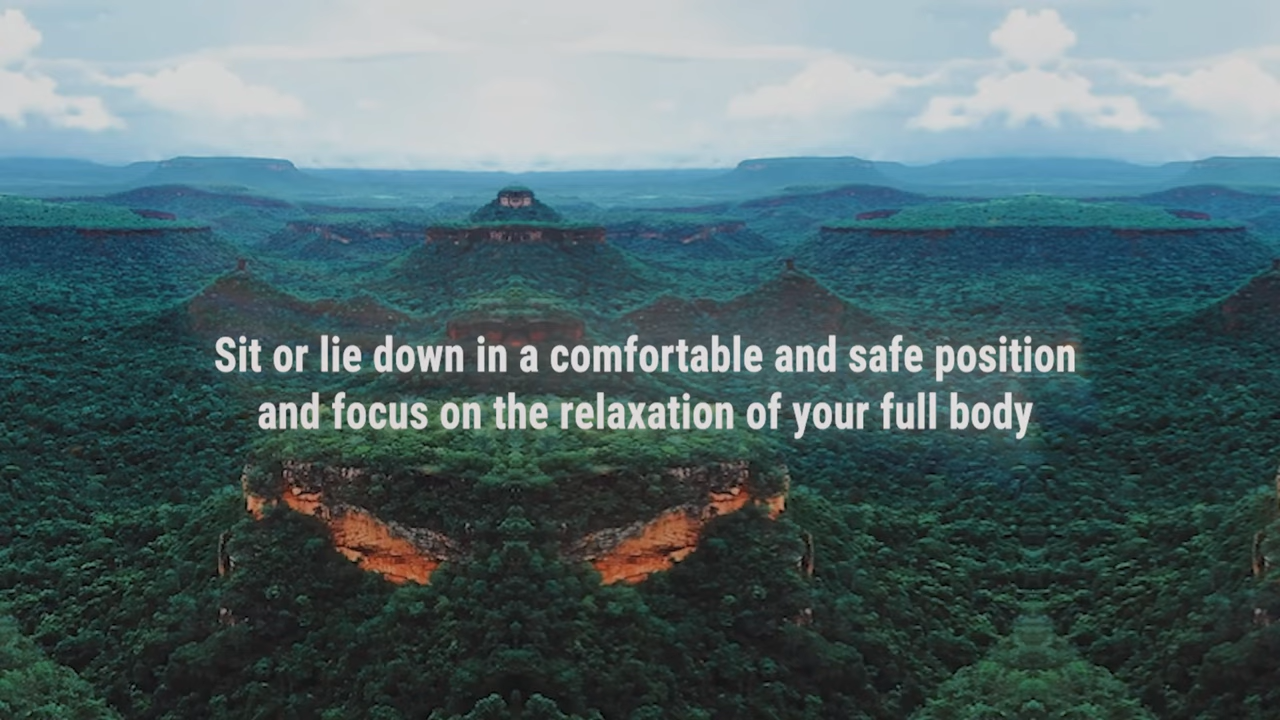 Sit or lie down in a comfortable and safe position
and focus on the relaxation of your full body